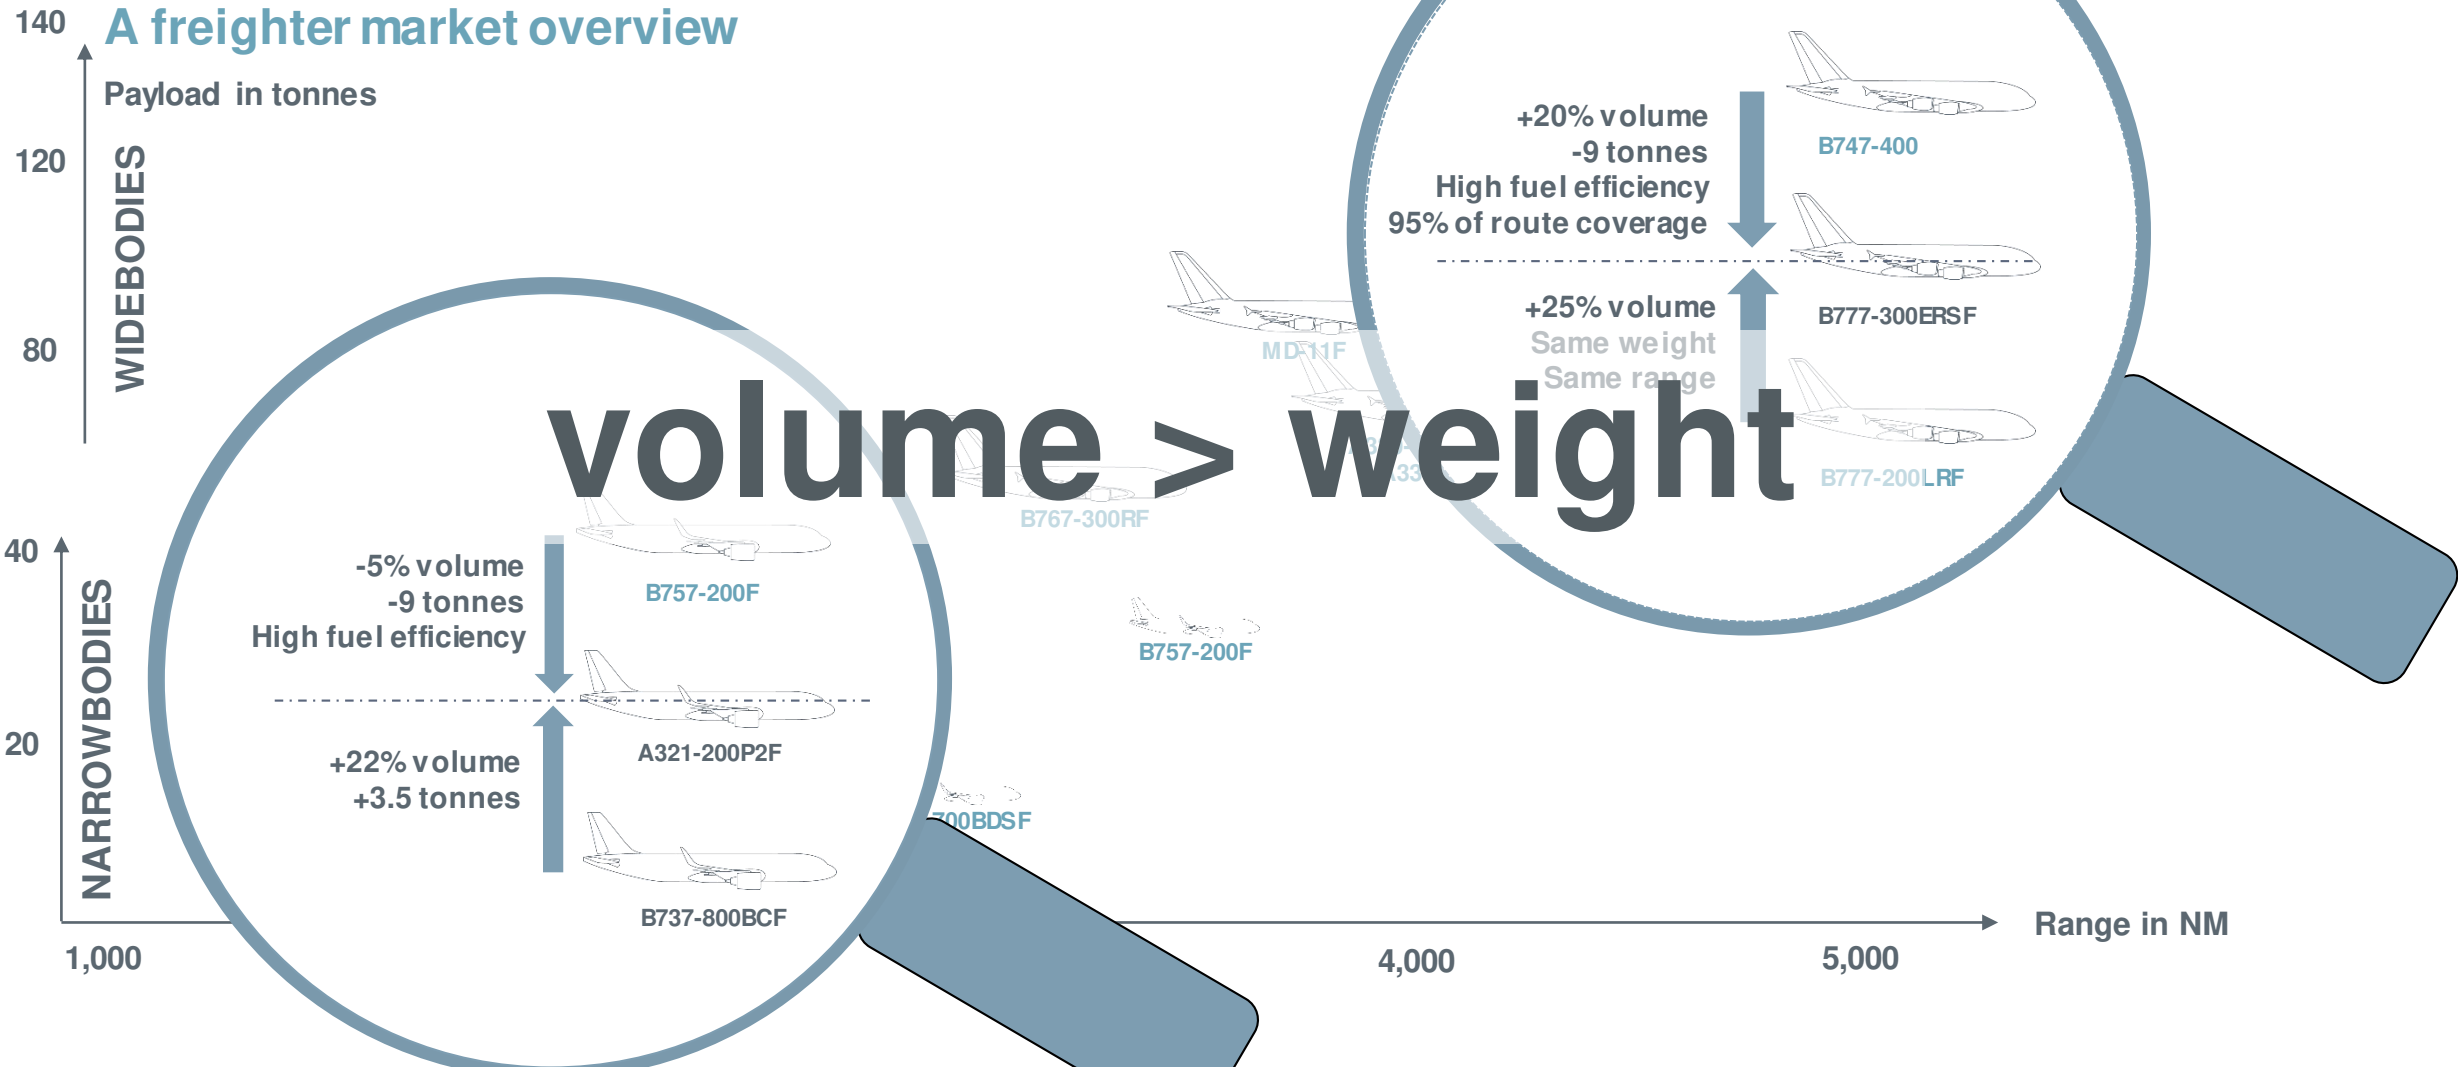 140
A freighter market overview
Payload in tonnes
120
WIDEBODIES
80
+20% volume
-9 tonnes
High fuel efficiency
95% of route coverage
B747-400
B777-300ERSF
+25% volume
Same weight
Same range
B777-200LRF
MD-11F
volume > weight
B767-300RF
40
NARROWBODIES
20
-5% volume
-9 tonnes
High fuel efficiency
B757-200F
A321-200P2F
+22% volume
+3.5 tonnes
B737-800BCF
B757-200F
700BDSF
Range in NM
1,000
4,000
5,000